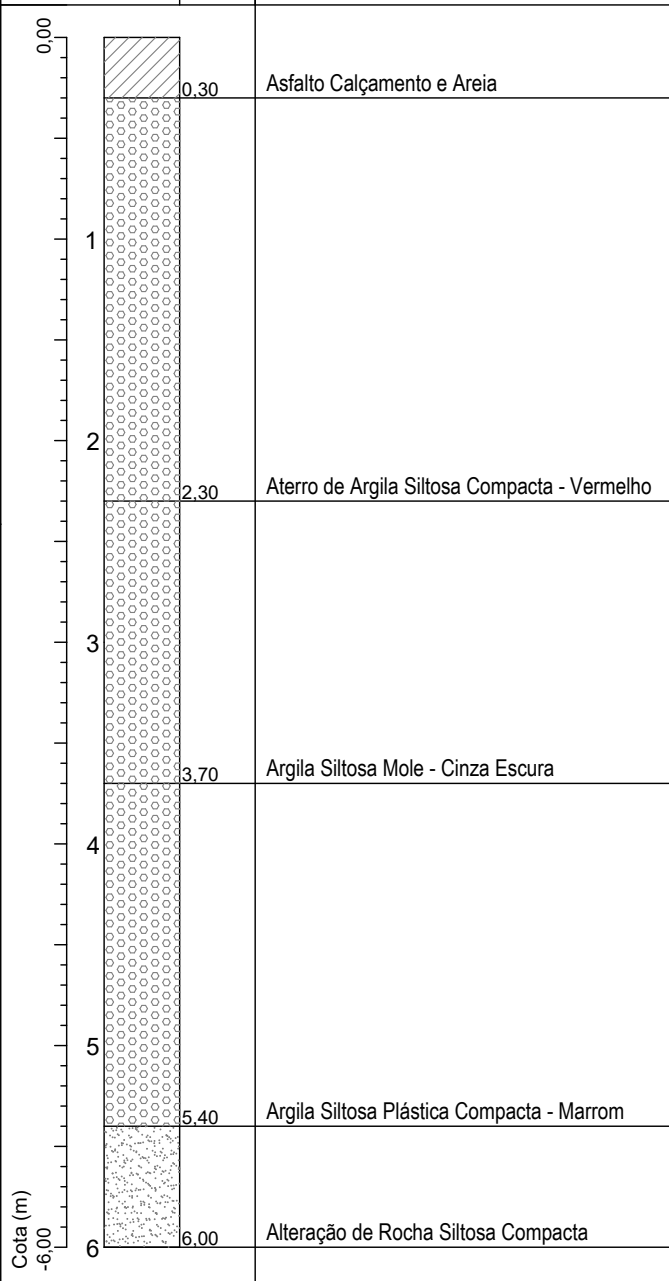 0,00
0,30 Asfalto Calçamento e Areia
1
2
2,30 Aterro de Argila Siltosa Compacta - Vermelho
3
3,70 Argila Siltosa Mole - Cinza Escura
4
5
5,40 Argila Siltosa Plástica Compacta - Marrom
Cota (m)
-6,00
6
6,00 Alteração de Rocha Siltosa Compacta